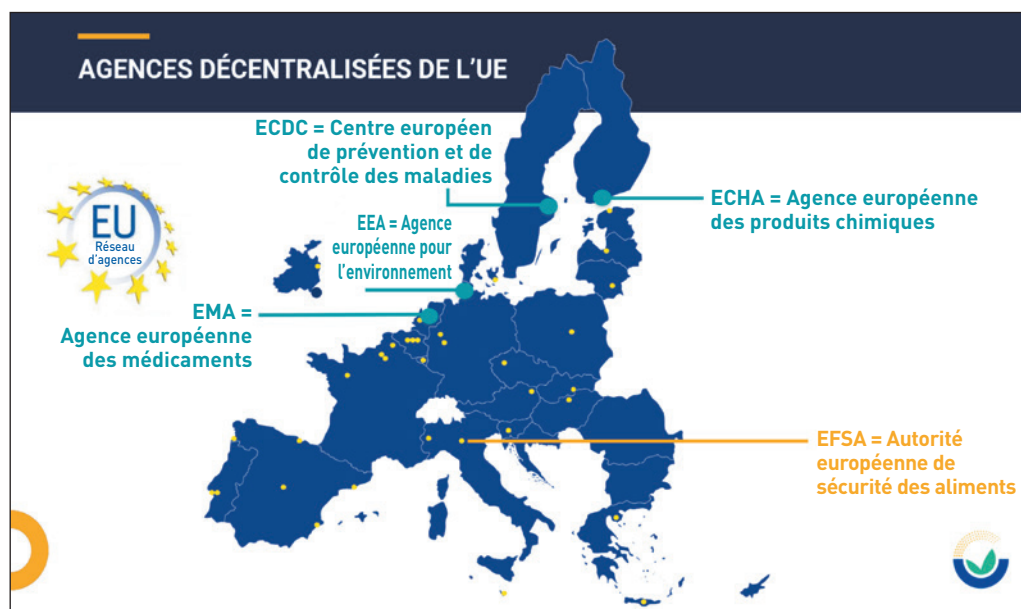 AGENCES DÉCENTRALISÉES DE L'UE
ECDC = Centre européen
de prévention et de
contrôle des maladies
ECHA = Agence européenne
des produits chimiques
EEA = Agence
européenne pour
l'environnement
EU
Réseau
d'agences
EMA =
Agence européenne
des médicaments
EFSA = Autorité
européenne de
sécurité des aliments